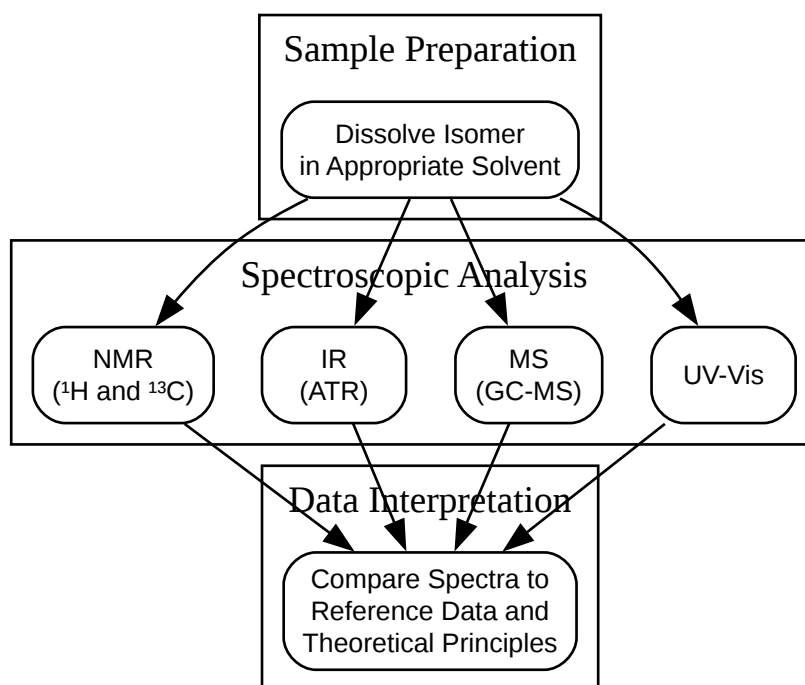 Sample Preparation
Dissolve Isomer
in Appropriate Solvent
Spectroscopic Analysis
NMR
(¹H and ¹³C)
IR
(ATR)
MS
(GC-MS)
UV-Vis
Data Interpretation
Compare Spectra to
Reference Data and
Theoretical Principles